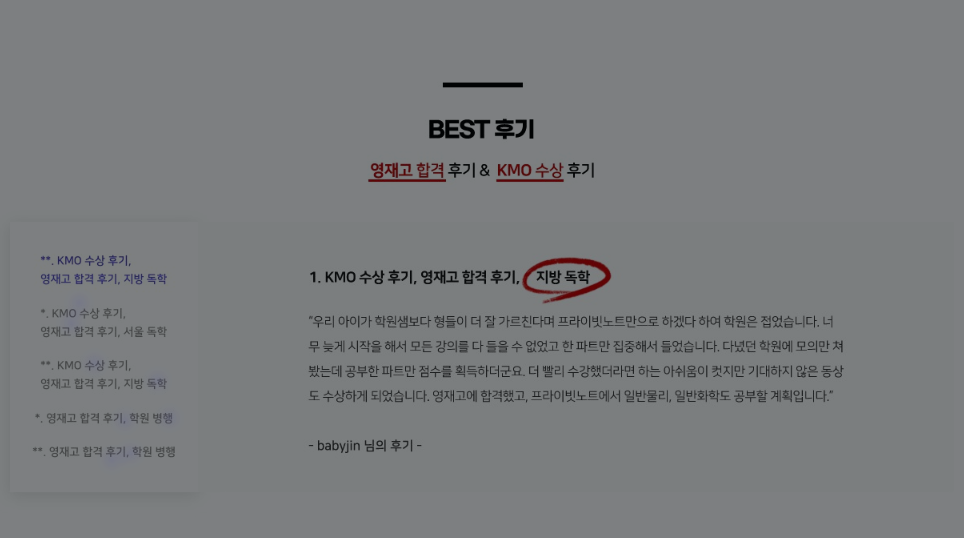 BEST 후기
영재고 합격 후기 & KMO 수상 후기
**. KMO 수상 후기,
영재고 합격 후기, 지방 독학
*. KMO 수상 후기,
영재고 합격 후기, 서울 독학
**. KMO 수상 후기,
영재고 합격 후기, 지방 독학
*. 영재고 합격 후기, 학원 병행
**. 영재고 합격 후기, 학원 병행
1. KMO 수상 후기, 영재고 합격 후기, 지방 독학
"우리 아이가 학원샘보다 형들이 더 잘 가르친다며 프라이빗노트만으로 하겠다 하여 학원은 접었습니다. 너
무 늦게 시작을 해서 모든 강의를 다 들을 수 없었고 한 파트만 집중해서 들었습니다. 다녔던 학원에 모의만 쳐
봤는데 공부한 파트만 점수를 획득하더군요. 더 빨리 수강했더라면 하는 아쉬움이 컷지만 기대하지 않은 동상
도 수상하게 되었습니다. 영재고에 합격했고, 프라이빗노트에서 일반물리, 일반화학도 공부할 계획입니다."
- babyjin 님의 후기 -